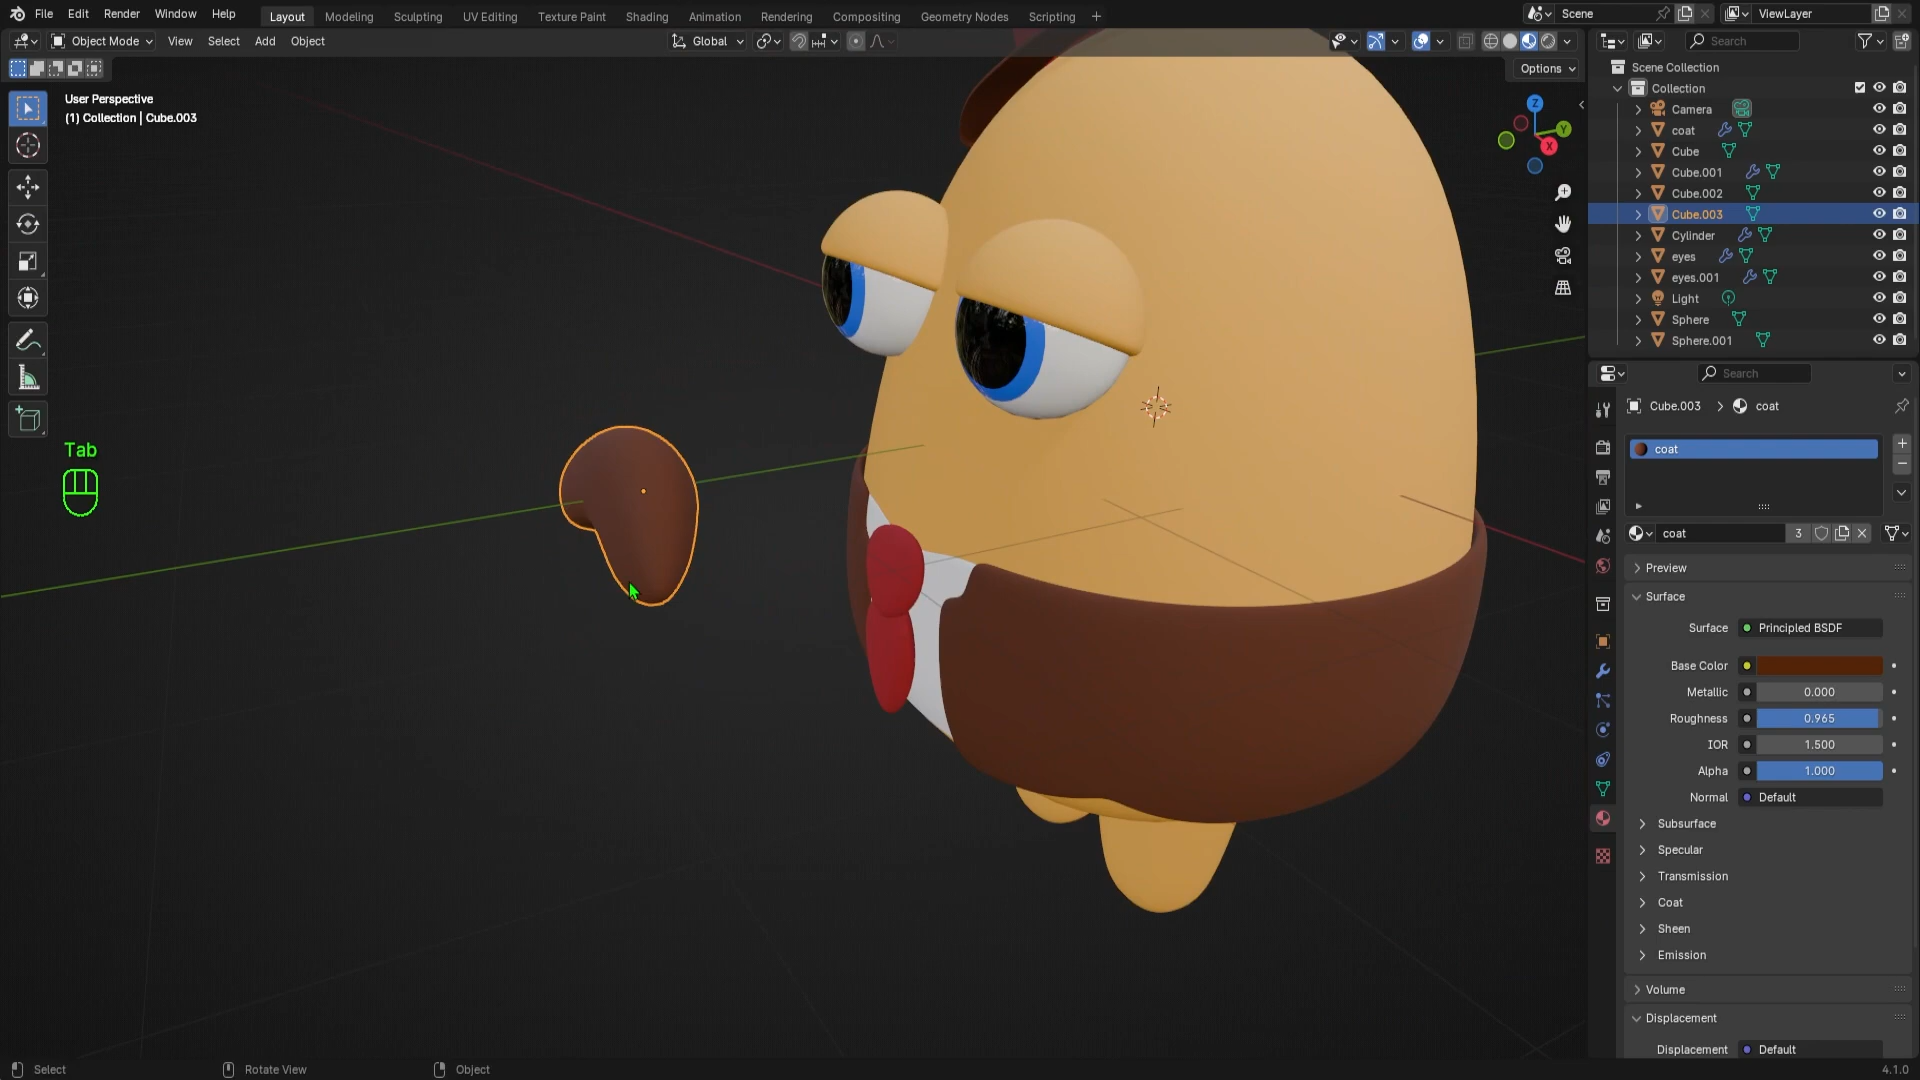 File Edit Render Window Help Layout Modeling Sculpting UV Editing Texture Paint Shading Animation Rendering Compositing Geometry Nodes Scripting + Scene ViewLayer
Object Mode View Select Add Object Global Search
Options
User Perspective
(1) Collection | Cube.003
Z
Y
X
Tab
Scene Collection
Collection
Camera
coat
Cube
Cube.001
Cube.002
Cube.003
Cylinder
eyes
eyes.001
Light
Sphere
Sphere.001
Search
Cube.003 > coat
coat
coat 3
Preview
Surface
Surface Principled BSDF
Base Color
Metallic 0.000
Roughness 0.965
IOR 1.500
Alpha 1.000
Normal Default
Subsurface
Specular
Transmission
Coat
Sheen
Emission
Volume
Displacement
Displacement Default
Select Rotate View Object 4.1.0